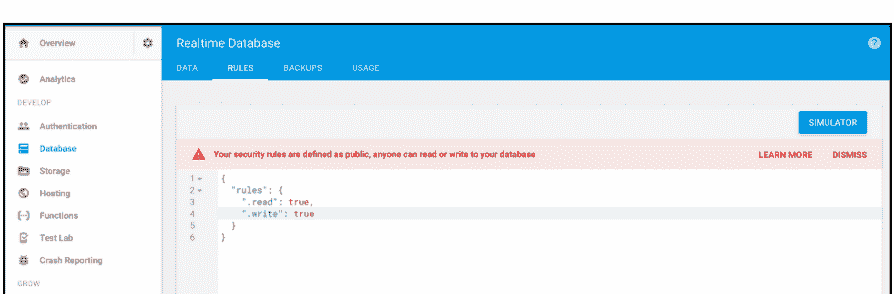 Overview
Analytics
DEVELOP
Authentication
Database
Storage
Hosting
Functions
Test Lab
Crash Reporting
GROW
Realtime Database
?
DATA RULES BACKUPS USAGE
SIMULATOR
Your security rules are defined as public, anyone can read or write to your database LEARN MORE DISMISS
1 {
2 "rules": {
3 ".read": true,
4 ".write": true
5 }
6 }